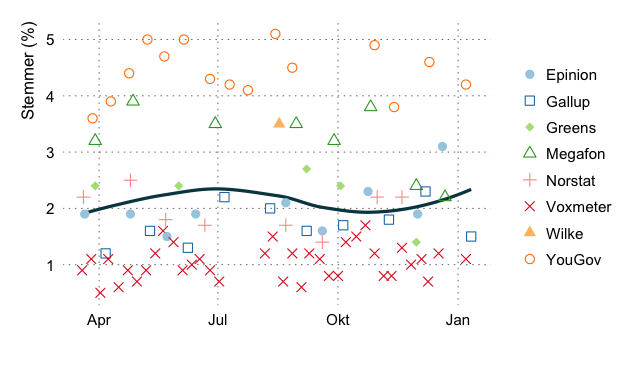 Stemmer (%)
5
4
3
2
1
Apr
Jul
Okt
Jan
Epinion
Gallup
Greens
Megafon
Norstat
Voxmeter
Wilke
YouGov